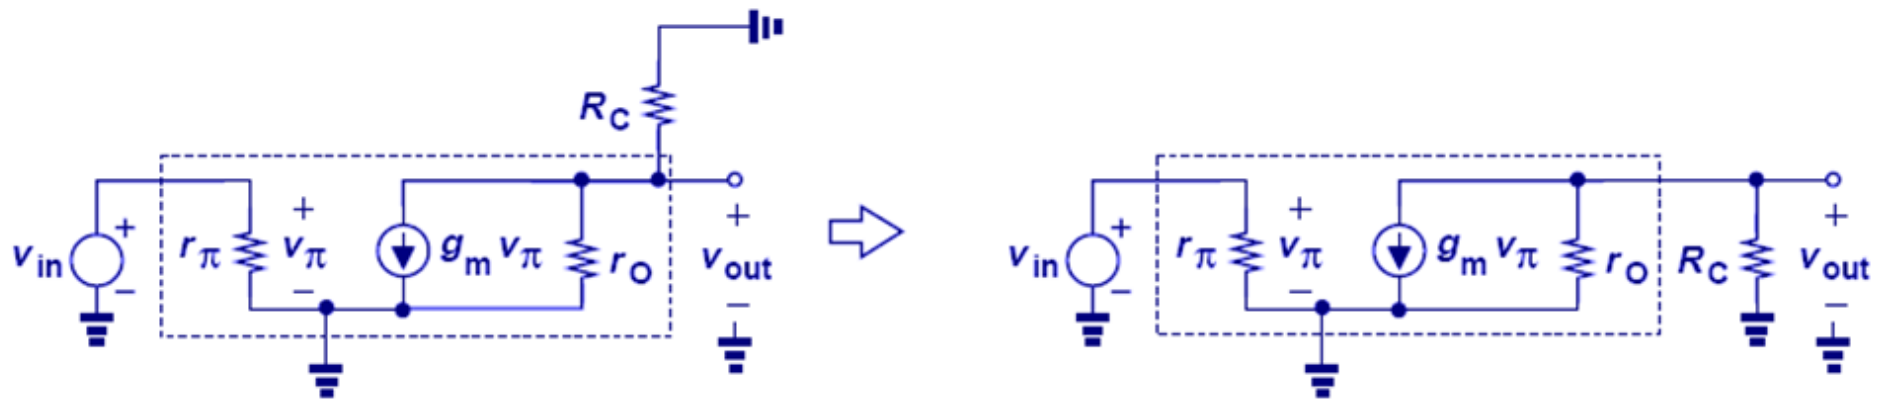 R_C
v_in + − r_π + v_π − g_m v_π r_O + v_out −
v_in + − r_π + v_π − g_m v_π r_O R_C + v_out −